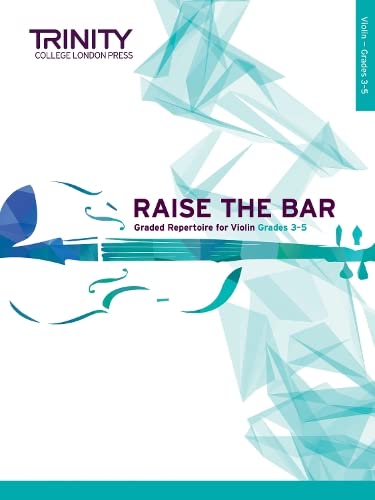 TRINITY
COLLEGE LONDON PRESS
Violin – Grades 3–5
RAISE THE BAR
Graded Repertoire for Violin Grades 3–5